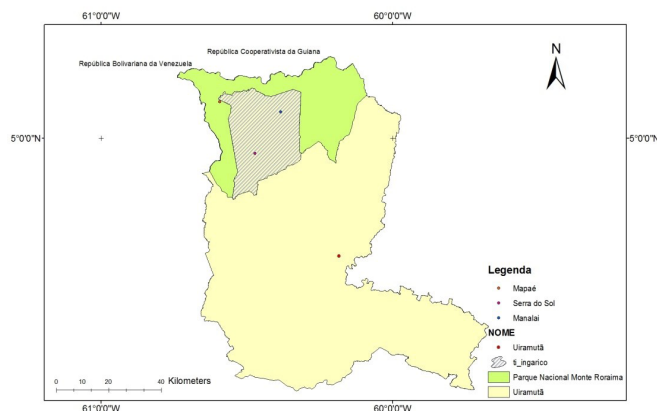 61°0'0"W
60°0'0"W
República Cooperativista da Guiana
República Bolivariana da Venezuela
N
5°0'0"N
5°0'0"N
Legenda
Mapaé
Serra do Sol
Manalai
NOME
Uiramutã
ti_ingarico
Parque Nacional Monte Roraima
Uiramutã
0 5 10 20 30 40
Kilometers
61°0'0"W
60°0'0"W